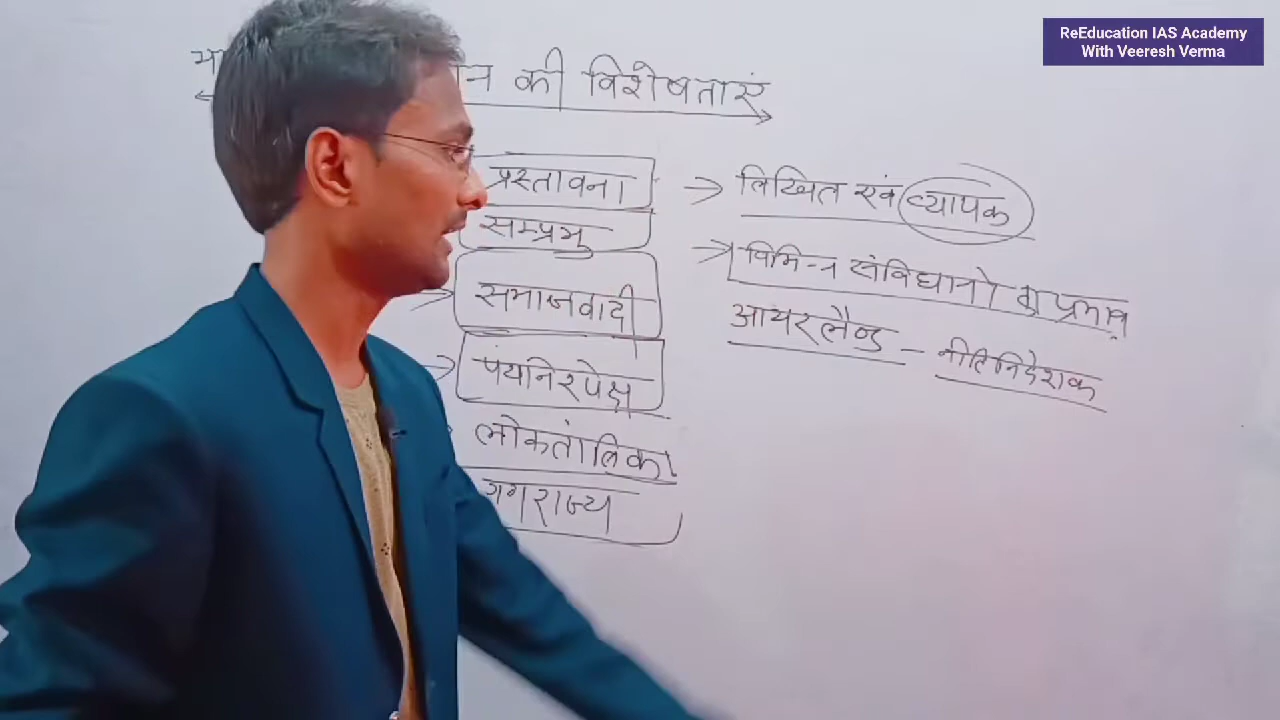 ReEducation IAS Academy
With Veeresh Verma
की विशेषताएं
प्रस्तावना
सम्प्रभु
समाजवादी
पंथनिरपेक्ष
लोकतांत्रिका
गणराज्य
→ लिखित एवं व्यापक
→ विभिन्न संविधानो का प्रभाव
आयरलैन्ड – नीतिनिदेशक